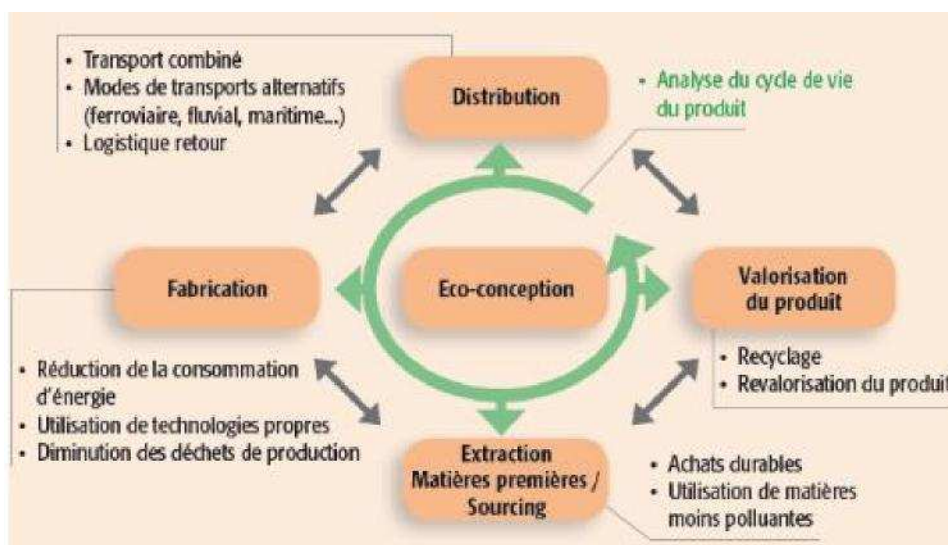 • Transport combiné
• Modes de transports alternatifs
(ferroviaire, fluvial, maritime...)
• Logistique retour
Distribution
• Analyse du cycle de vie
du produit
Fabrication
Eco-conception
Valorisation
du produit
• Réduction de la consommation
d'énergie
• Utilisation de technologies propres
• Diminution des déchets de production
• Recyclage
• Revalorisation du produit
Extraction
Matières premières /
Sourcing
• Achats durables
• Utilisation de matières
moins polluantes